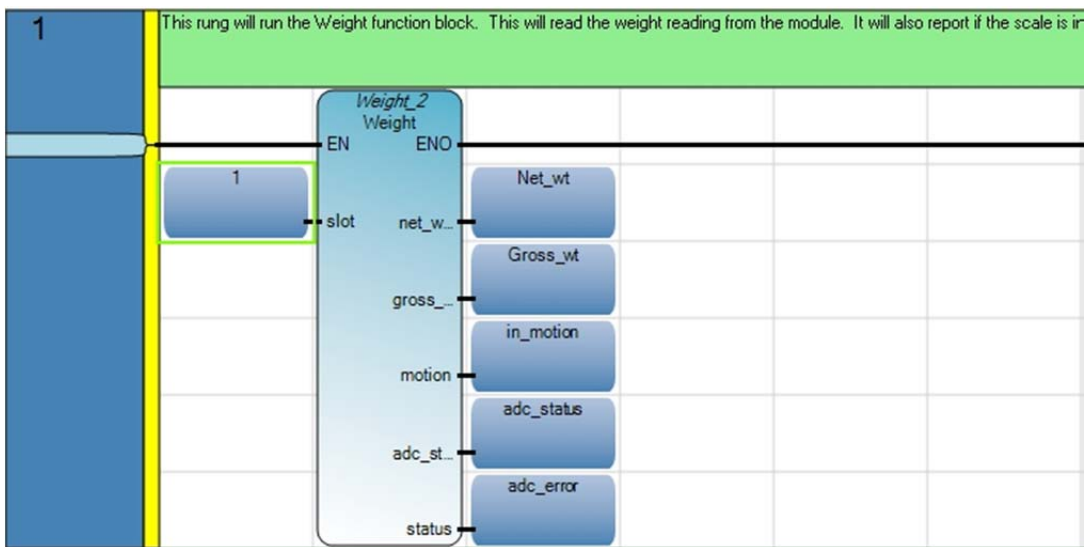 1
This rung will run the Weight function block.  This will read the weight reading from the module.  It will also report if the scale is in
Weight_2
Weight
EN ENO
1
slot net_w... Net_wt
gross_... Gross_wt
motion in_motion
adc_st... adc_status
status adc_error